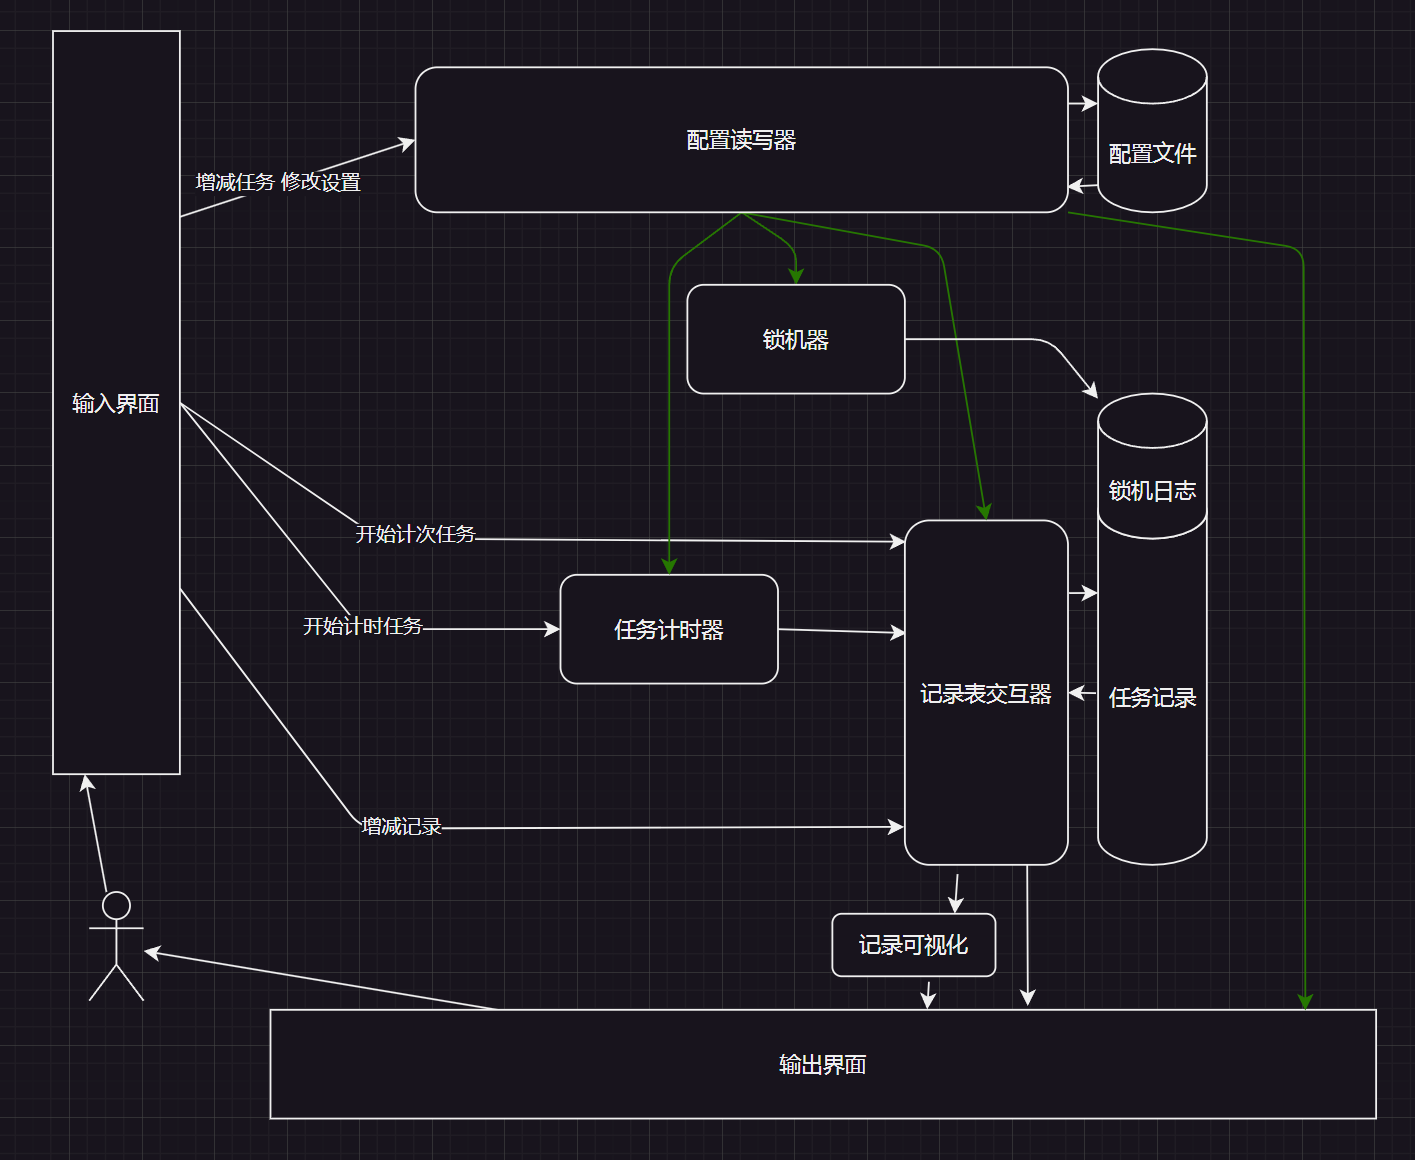 配置读写器
配置文件
增减任务 修改设置
锁机器
输入界面
锁机日志
开始计次任务
开始计时任务
任务计时器
记录表交互器
任务记录
增减记录
记录可视化
输出界面